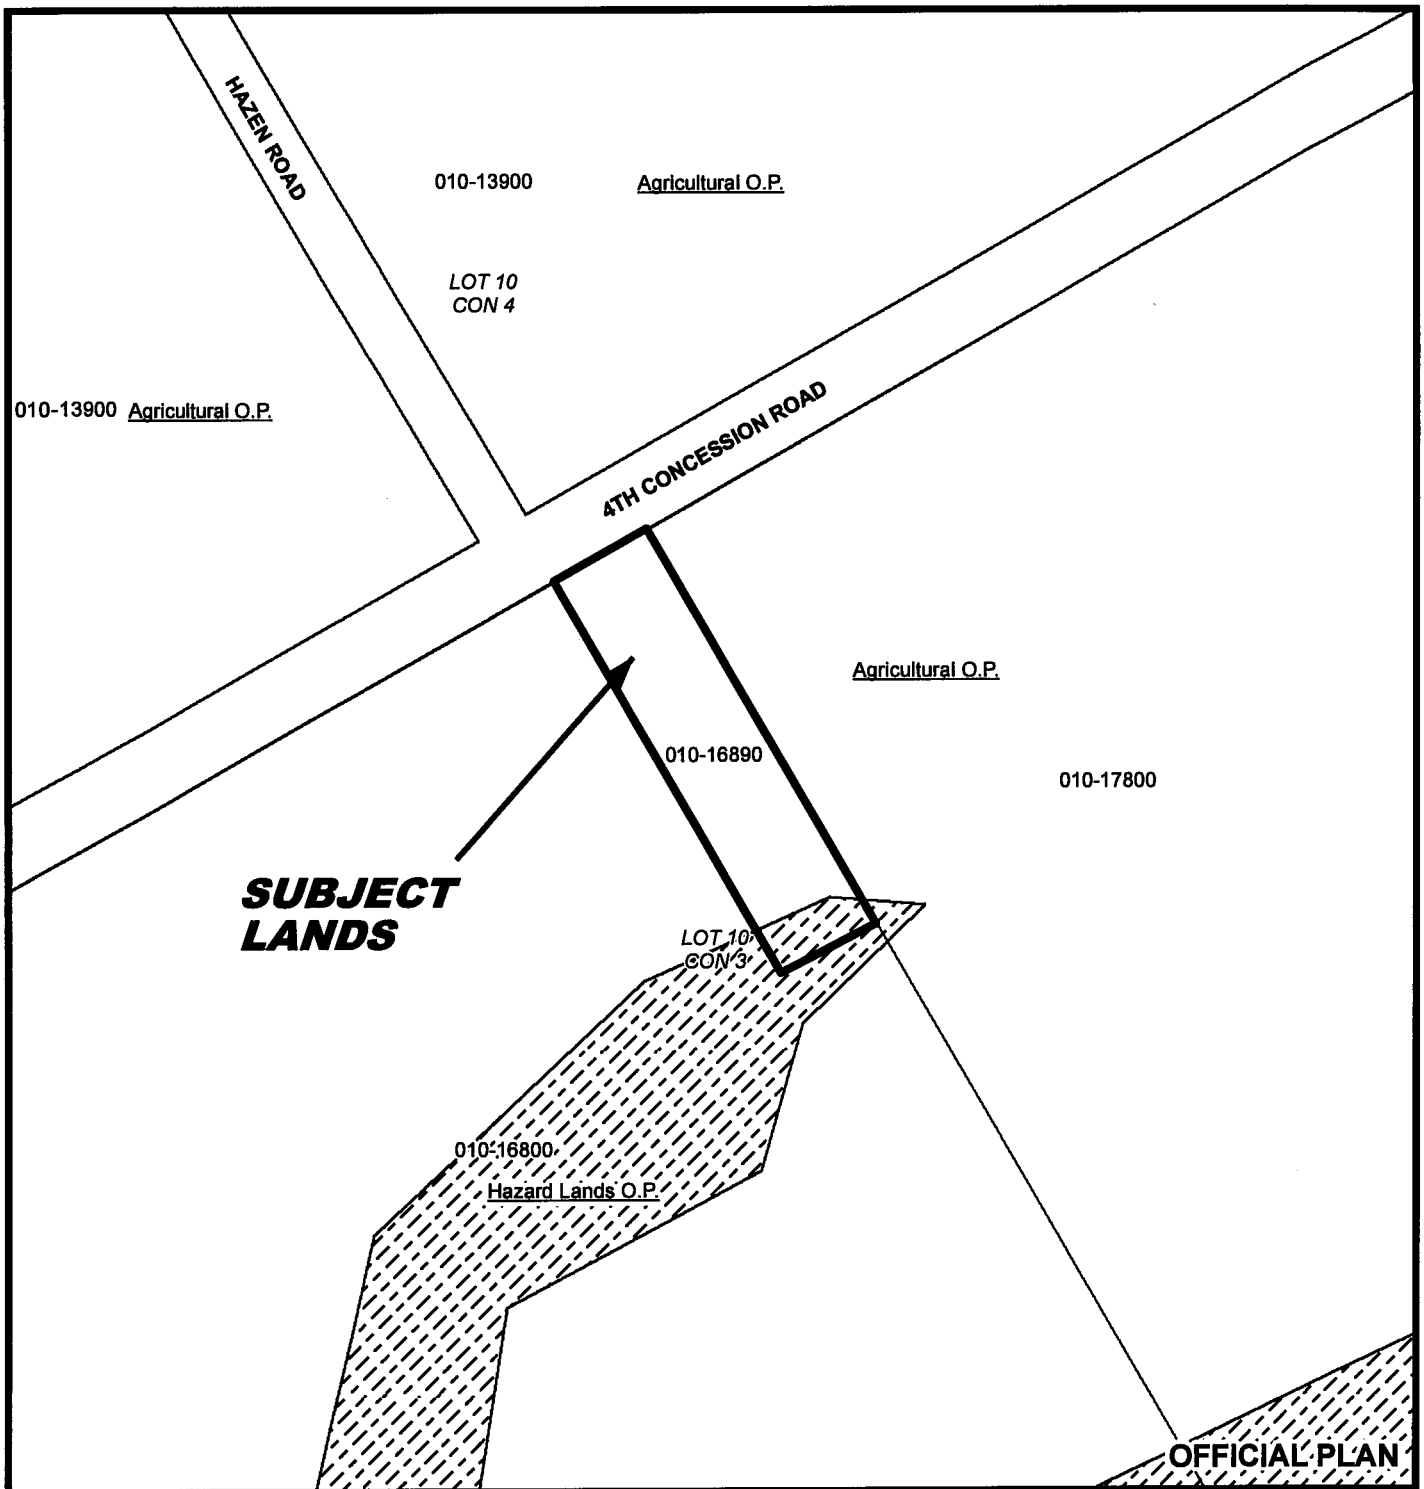 HAZEN ROAD
010-13900 Agricultural O.P.
LOT 10
CON 4
010-13900 Agricultural O.P.
4TH CONCESSION ROAD
Agricultural O.P.
010-16890
010-17800
SUBJECT
LANDS
LOT 10
CON 3
010-16800
Hazard Lands O.P.
OFFICIAL PLAN